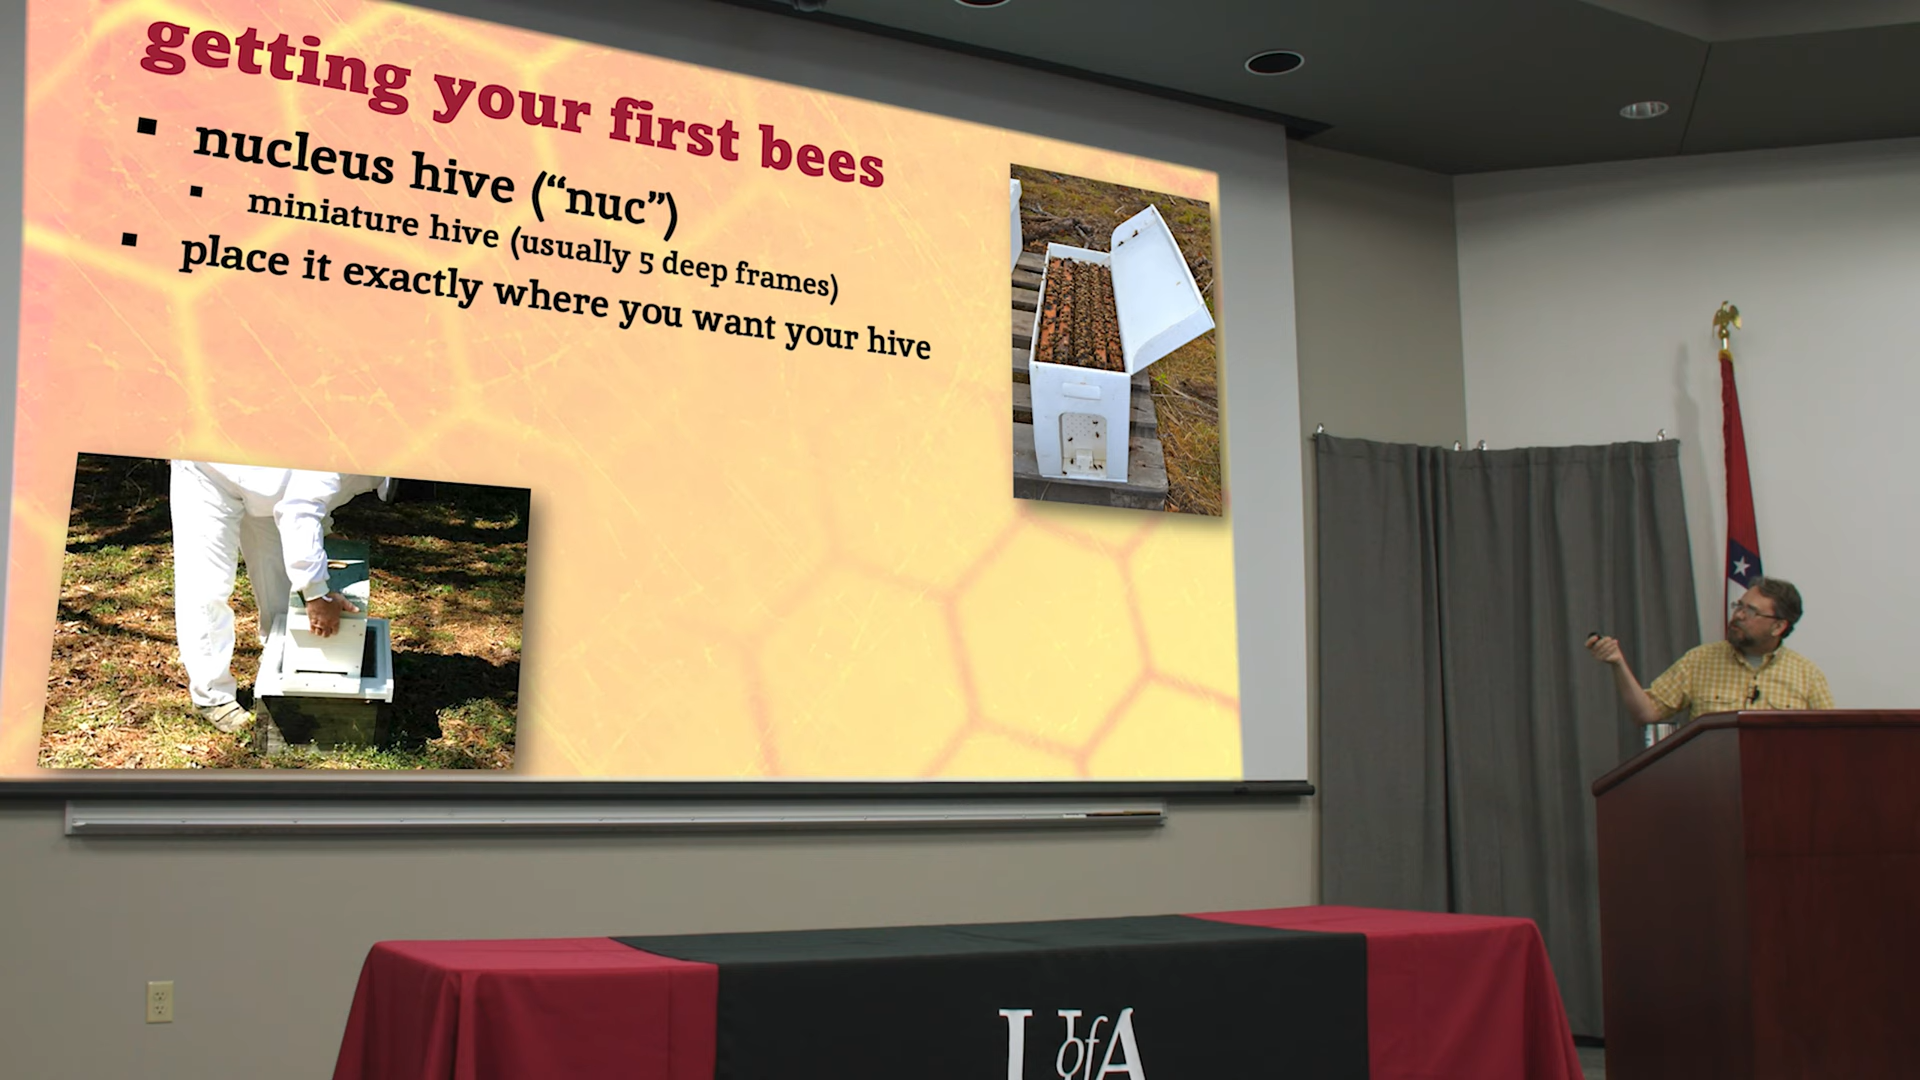 getting your first bees
▪ nucleus hive (“nuc”)
▪ miniature hive (usually 5 deep frames)
▪ place it exactly where you want your hive
U of A